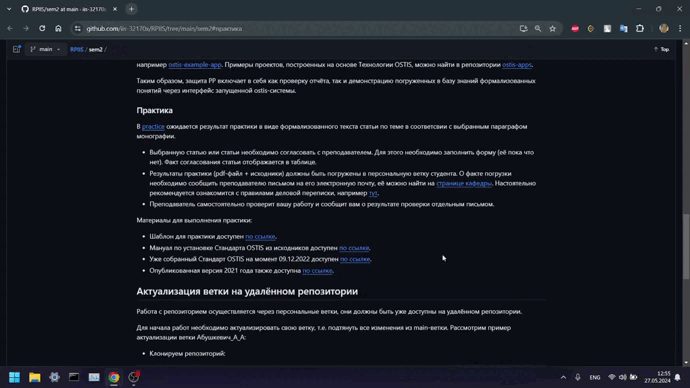 RPIIS/sem2 at main · iin-32170x
github.com/iin-32170x/RPIIS/tree/main/sem2#практика
main
RPIIS / sem2 /
Top
например ostis-example-app. Примеры проектов, построенных на основе Технологии OSTIS, можно найти в репозитории ostis-apps.
Таким образом, защита РР включает в себя как проверку отчёта, так и демонстрацию погруженных в базу знаний формализованных
понятий через интерфейс запущенной ostis-системы.
Практика
В practice ожидается результат практики в виде формализованного текста статьи по теме в соответсвии с выбранным параграфом
монографии.
• Выбранную статью или статьи необходимо согласовать с преподавателем. Для этого необходимо заполнить форму (её пока что
нет). Факт согласования статьи отображается в таблице.
• Результаты практики (pdf-файл + исходники) должны быть погружены в персональную ветку студента. О факте погрузки
необходимо сообщить преподавателю письмом на его электронную почту, её можно найти на странице кафедры. Настоятельно
рекомендуется ознакомится с правилами деловой переписки, например тут.
• Преподаватель самостоятельно проверит вашу работу и сообщит вам о результате проверки отдельным письмом.
Материалы для выполнения практики:
• Шаблон для практики доступен по ссылке.
• Мануал по установке Стандарта OSTIS из исходников доступен по ссылке.
• Уже собранный Стандарт OSTIS на момент 09.12.2022 доступен по ссылке.
• Опубликованная версия 2021 года также доступна по ссылке.
Актуализация ветки на удалённом репозитории
Работа с репозиторием осуществляется через персональные ветки, они должны быть уже доступны на удалённом репозитории.
Для начала работ необходимо актуализировать свою ветку, т.е. подтянуть все изменения из main-ветки. Рассмотрим пример
актуализации ветки Абушкевич_А_А:
• Клонируем репозиторий:
ENG
12:55
27.05.2024